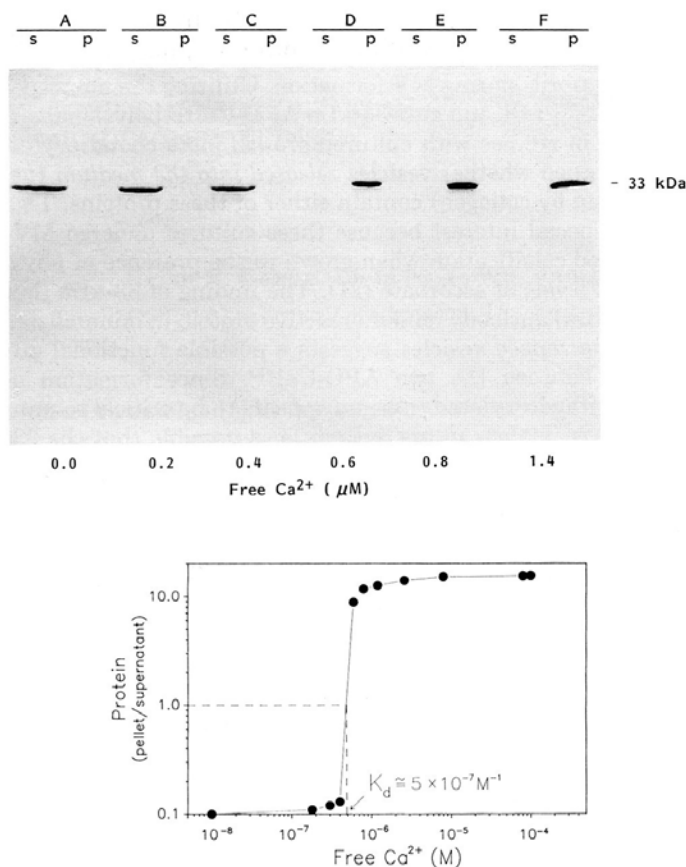 A B C D E F
s p s p s p s p s p s p
- 33 kDa
0.0 0.2 0.4 0.6 0.8 1.4
Free Ca²⁺ ( μM)
10.0
1.0
0.1
Protein
(pellet/supernatant)
K_d ≅ 5 × 10⁻⁷ M⁻¹
10⁻⁸ 10⁻⁷ 10⁻⁶ 10⁻⁵ 10⁻⁴
Free Ca²⁺ (M)